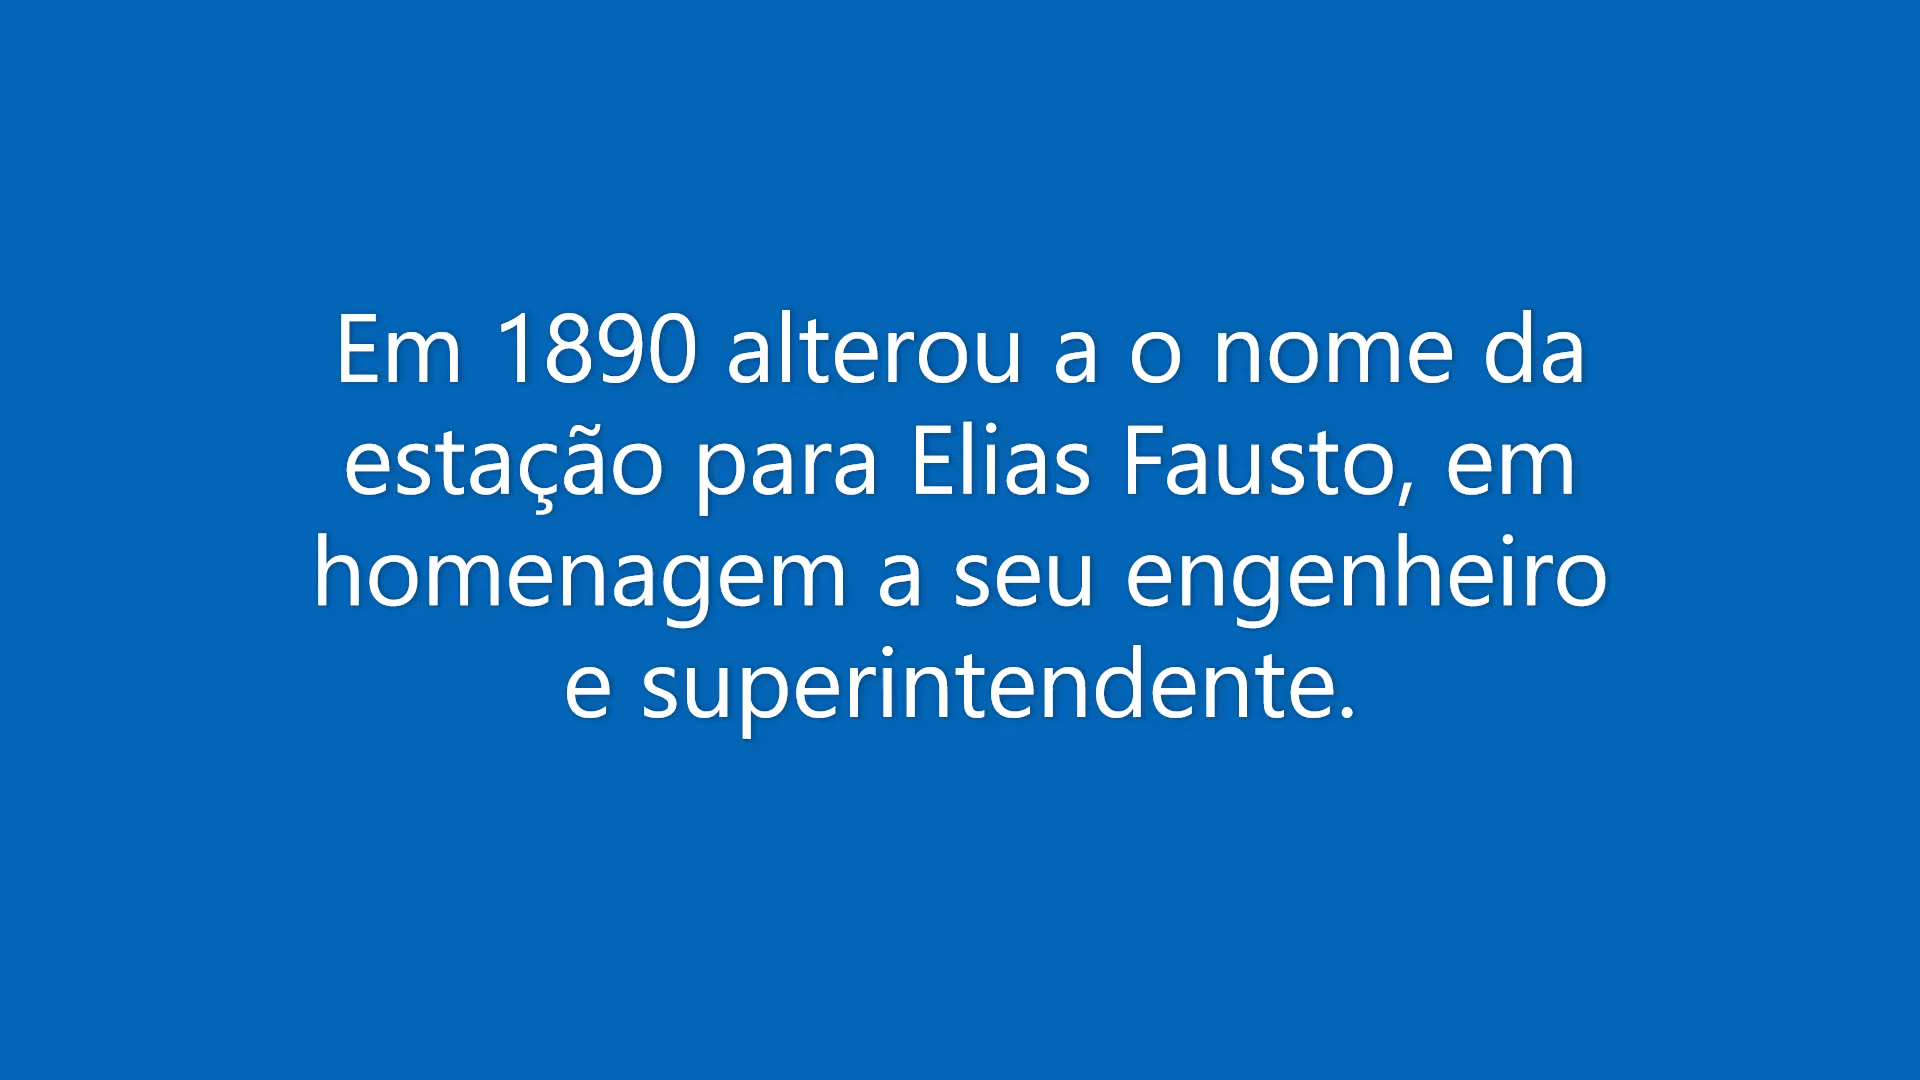 Em 1890 alterou a o nome da
estação para Elias Fausto, em
homenagem a seu engenheiro
e superintendente.